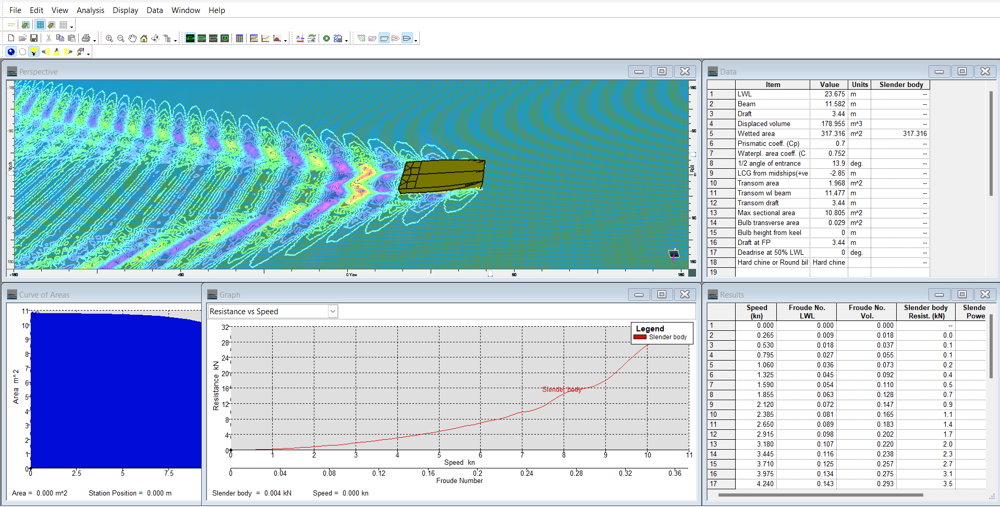 File Edit View Analysis Display Data Window Help
Perspective
-180
-90
90
180
-180
-90
0
90
180
Pitch
Roll
-180 -90 0 Yaw 90 180
Data
Item Value Units Slender body
1 LWL 23.675 m --
2 Beam 11.582 m --
3 Draft 3.44 m --
4 Displaced volume 178.955 m^3 --
5 Wetted area 317.316 m^2 317.316
6 Prismatic coeff. (Cp) 0.7 --
7 Waterpl. area coeff. (C 0.752 --
8 1/2 angle of entrance 13.9 deg. --
9 LCG from midships(+ve -2.85 m --
10 Transom area 1.968 m^2 --
11 Transom wl beam 11.477 m --
12 Transom draft 3.44 m --
13 Max sectional area 10.805 m^2 --
14 Bulb transverse area 0.029 m^2 --
15 Bulb height from keel 0 m --
16 Draft at FP 3.44 m --
17 Deadrise at 50% LWL 0 deg. --
18 Hard chine or Round bil Hard chine --
19
Curve of Areas
11
10
9
8
7
6
5
4
3
2
1
0
Area m^2
0 2.5 5 7.5
Area = 0.000 m^2 Station Position = 0.000 m
Graph
Resistance vs Speed
32
28
24
20
16
12
8
4
0
Resistance kN
Legend
Slender body
Slender body
0 1 2 3 4 5 6 7 8 9 10 11
Speed kn
0 0.04 0.08 0.12 0.16 0.2 0.24 0.28 0.32 0.36
Froude Number
Slender body = 0.004 kN Speed = 0.000 kn
Results
Speed Froude No. Froude No. Slender body Slende
(kn) LWL Vol. Resist. (kN) Powe
1 0.000 0.000 0.000 --
2 0.265 0.009 0.018 0.0
3 0.530 0.018 0.037 0.1
4 0.795 0.027 0.055 0.1
5 1.060 0.036 0.073 0.2
6 1.325 0.045 0.092 0.4
7 1.590 0.054 0.110 0.5
8 1.855 0.063 0.128 0.7
9 2.120 0.072 0.147 0.9
10 2.385 0.081 0.165 1.1
11 2.650 0.089 0.183 1.4
12 2.915 0.098 0.202 1.7
13 3.180 0.107 0.220 2.0
14 3.445 0.116 0.238 2.3
15 3.710 0.125 0.257 2.7
16 3.975 0.134 0.275 3.1
17 4.240 0.143 0.293 3.5